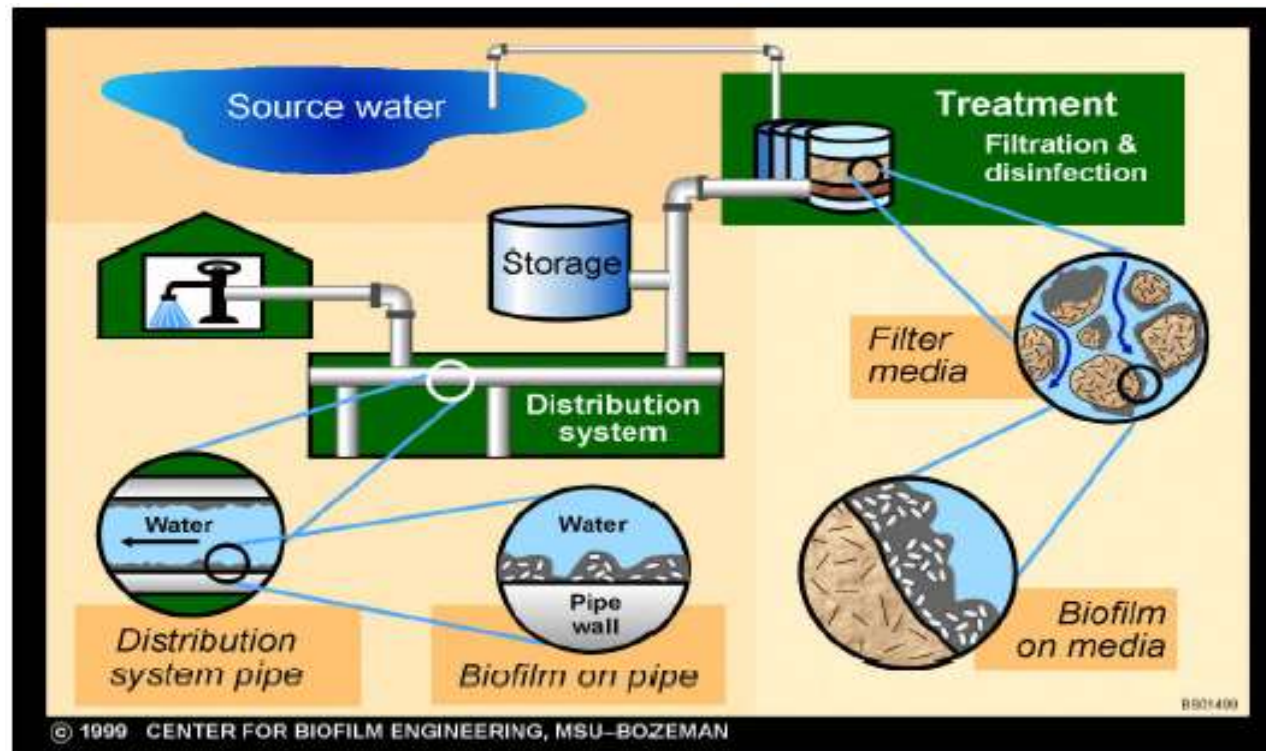 Source water
Treatment
Filtration &
disinfection
Storage
Filter
media
Distribution
system
Water
Water
Pipe
wall
Distribution
system pipe
Biofilm on pipe
Biofilm
on media
BS01499
© 1999 CENTER FOR BIOFILM ENGINEERING, MSU–BOZEMAN